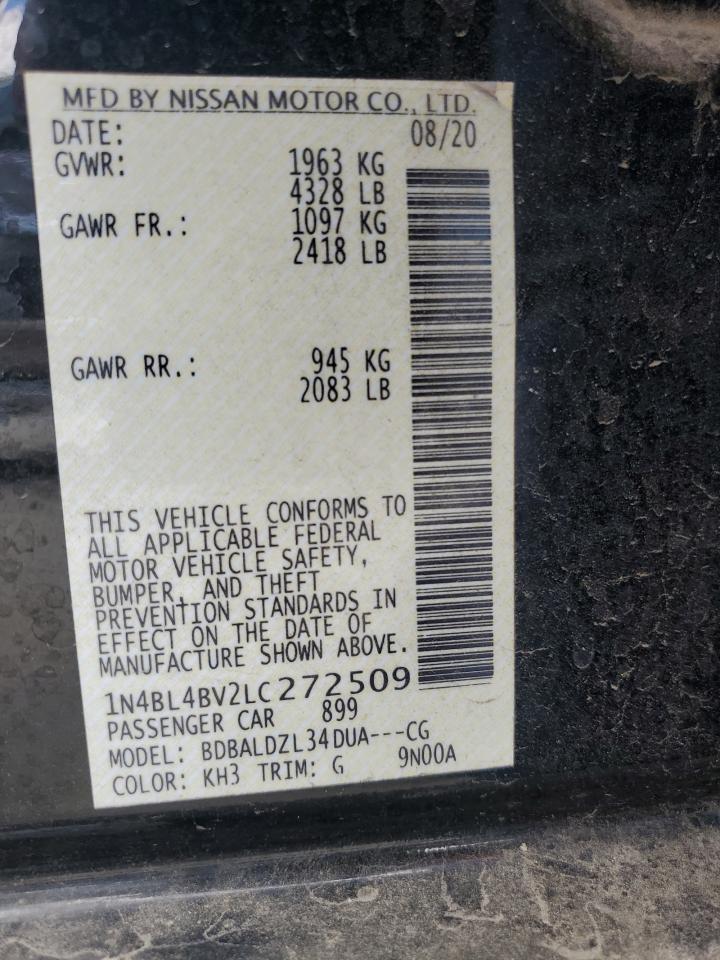 MFD BY NISSAN MOTOR CO., LTD.
DATE: 08/20
GVWR: 1963 KG
4328 LB
GAWR FR.: 1097 KG
2418 LB
GAWR RR.: 945 KG
2083 LB
THIS VEHICLE CONFORMS TO
ALL APPLICABLE FEDERAL
MOTOR VEHICLE SAFETY,
BUMPER, AND THEFT
PREVENTION STANDARDS IN
EFFECT ON THE DATE OF
MANUFACTURE SHOWN ABOVE.
1N4BL4BV2LC272509
PASSENGER CAR 899
MODEL: BDBALDZL34DUA---CG
COLOR: KH3 TRIM: G 9N00A